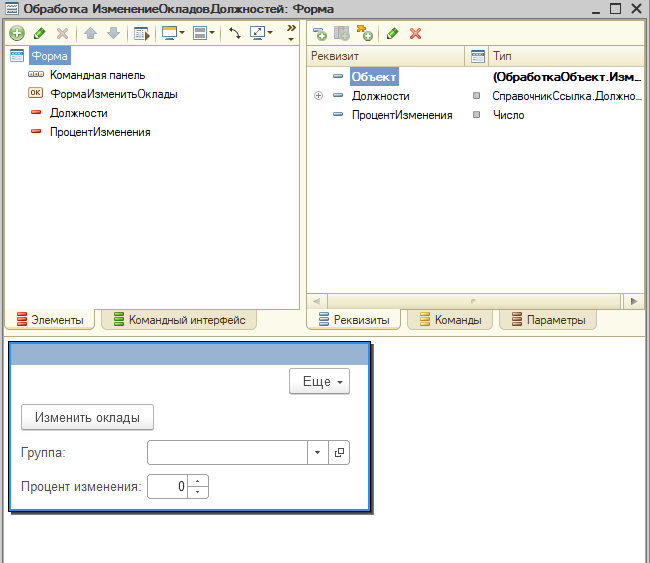 Обработка ИзменениеОкладовДолжностей: Форма
Форма
Командная панель
OK ФормаИзменитьОклады
Должности
ПроцентИзменения
Элементы
Командный интерфейс
Реквизит Тип
Объект (ОбработкаОбъект.Изм...
Должности СправочникСсылка.Должно...
ПроцентИзменения Число
Реквизиты
Команды
Параметры
Еще
Изменить оклады
Группа:
Процент изменения: 0